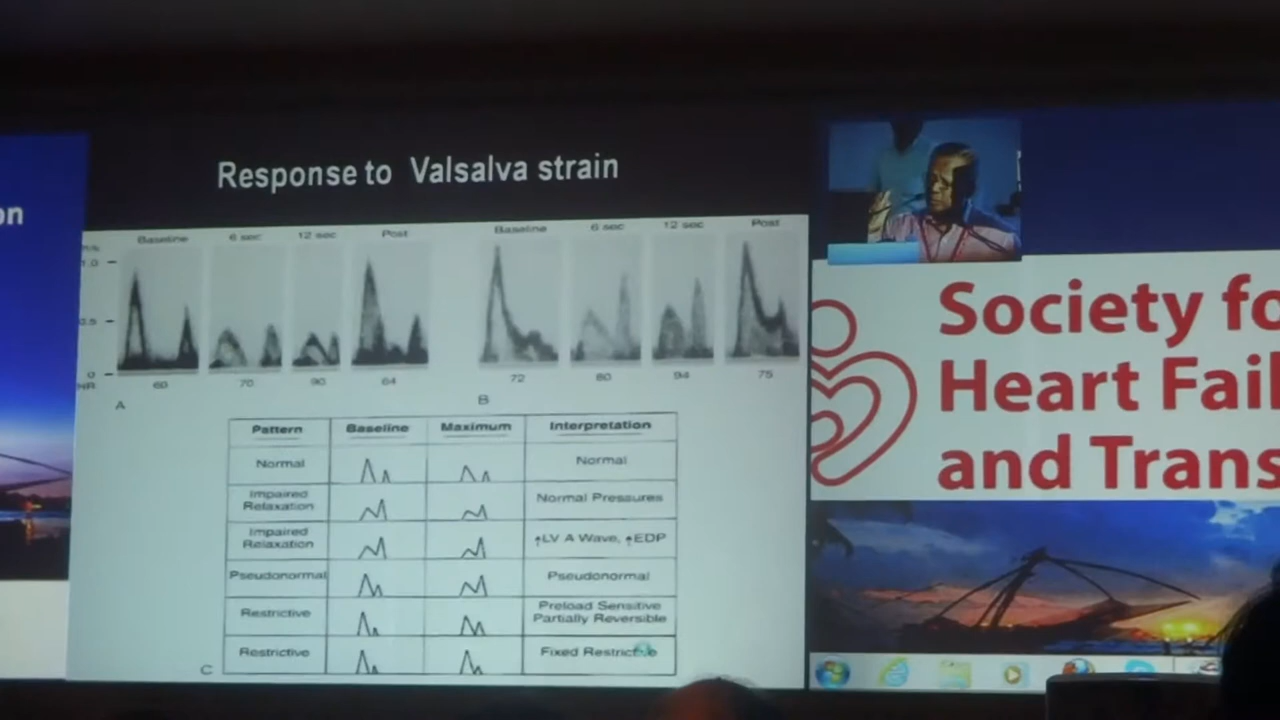 on
Response to Valsalva strain
Baseline 6 sec 12 sec Post Baseline 6 sec 12 sec Post
1.0
0.5
0
HR 60 70 90 64 72 80 94 75
A B
Pattern Baseline Maximum Interpretation
Normal Normal
Impaired Relaxation Normal Pressures
Impaired Relaxation ↑LV A Wave, ↑EDP
Pseudonormal Pseudonormal
Restrictive Preload Sensitive Partially Reversible
Restrictive Fixed Restrictive
C
Society fo
Heart Fail
and Trans